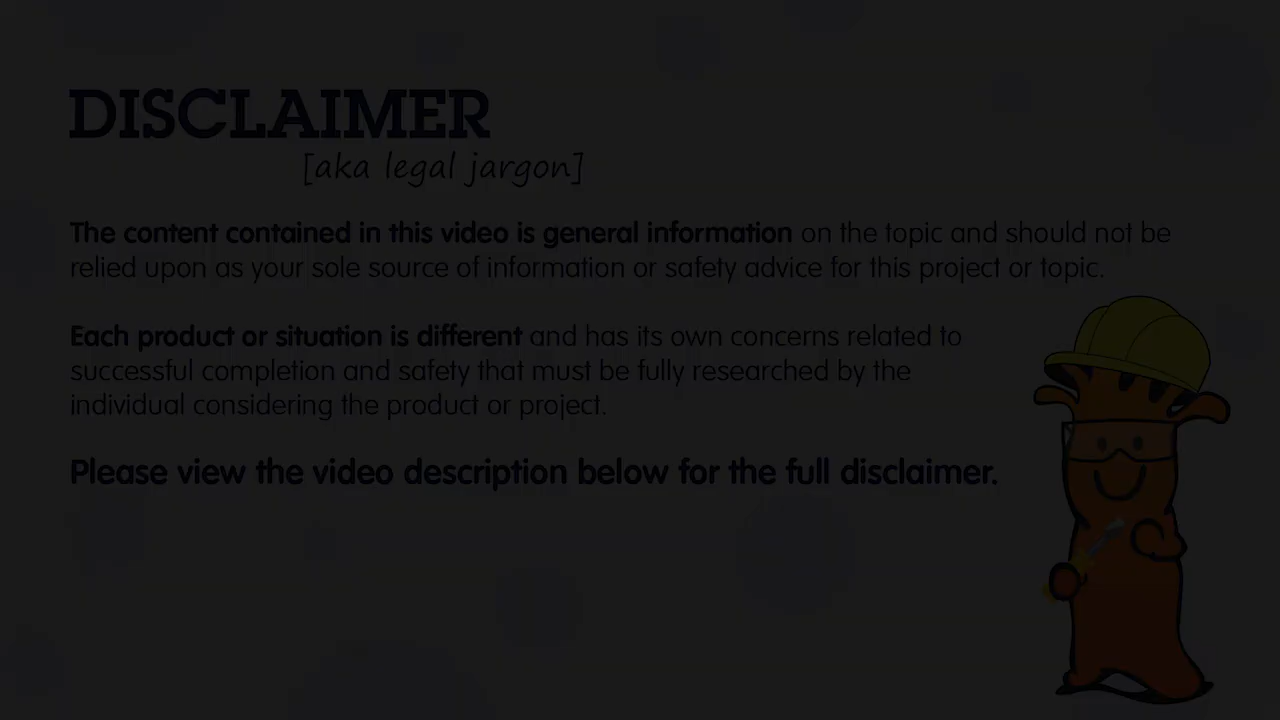 DISCLAIMER
[aka legal jargon]
The content contained in this video is general information on the topic and should not be
relied upon as your sole source of information or safety advice for this project or topic.
Each product or situation is different and has its own concerns related to
successful completion and safety that must be fully researched by the
individual considering the product or project.
Please view the video description below for the full disclaimer.